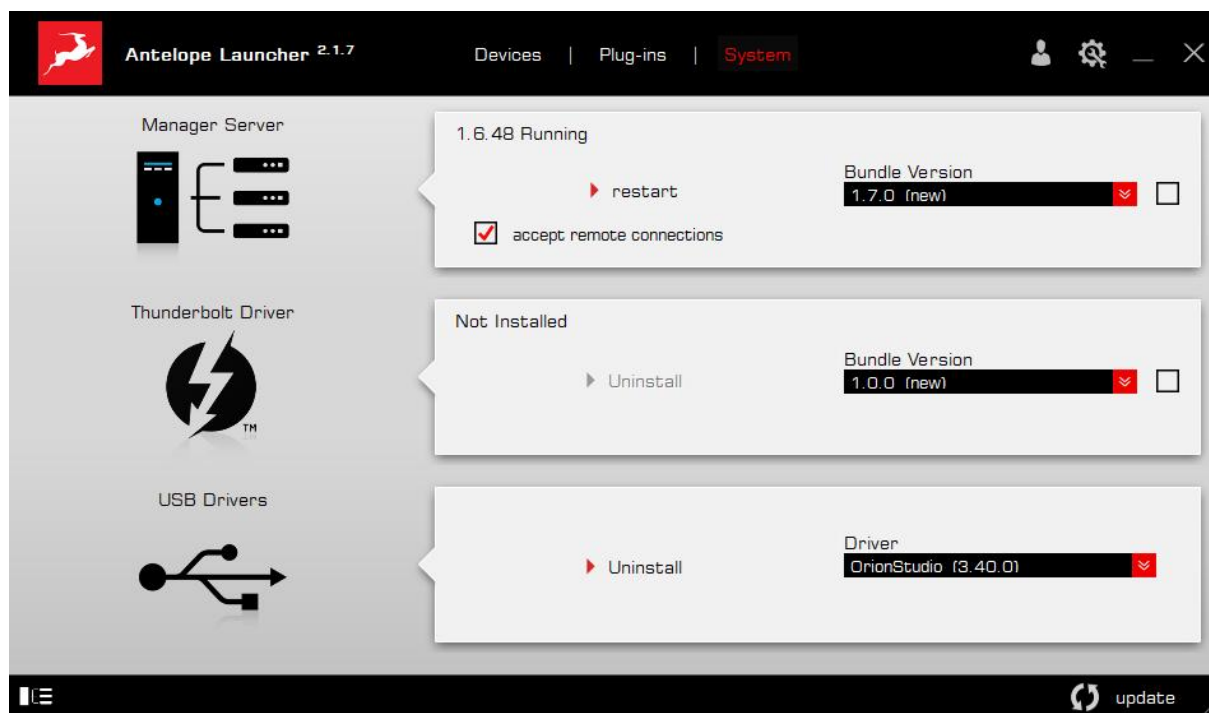 Antelope Launcher 2.1.7
Devices | Plug-ins | System
Manager Server
1.6.48 Running
restart
accept remote connections
Bundle Version
1.7.0 (new)
Thunderbolt Driver
TM
Not Installed
Uninstall
Bundle Version
1.0.0 (new)
USB Drivers
Uninstall
Driver
OrionStudio (3.40.0)
update